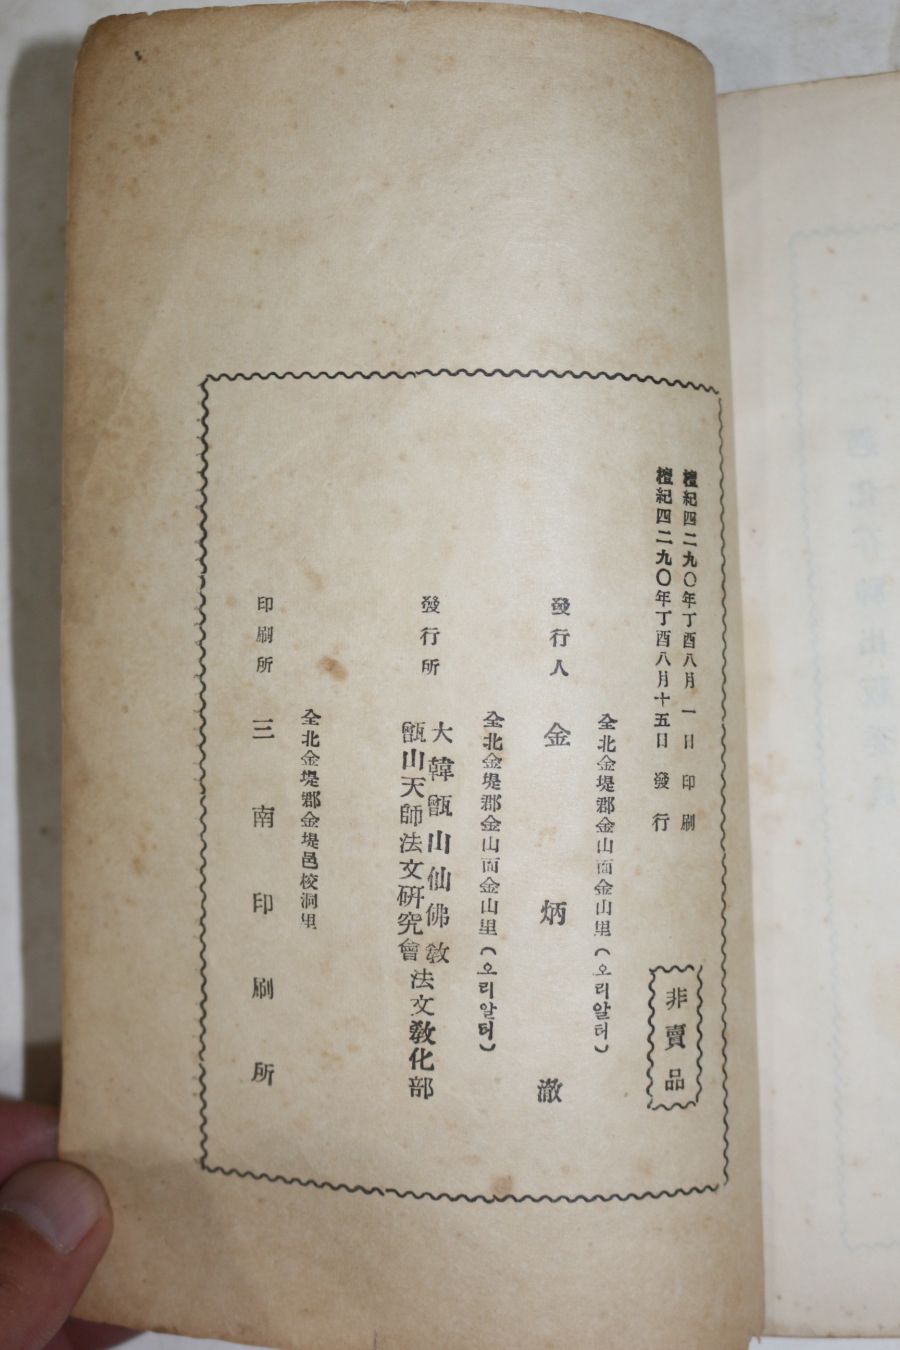 檀紀四二九〇年丁酉八月一日印刷
檀紀四二九〇年丁酉八月十五日發行
非賣品
全北金堤郡金山面金山里(오리알터)
發行人 金炳澈
全北金堤郡金山面金山里(오리알터)
發行所 大韓甑山仙佛敎
甑山天師法文硏究會
法文敎化部
全北金堤郡金堤邑校洞里
印刷所 三南印刷所